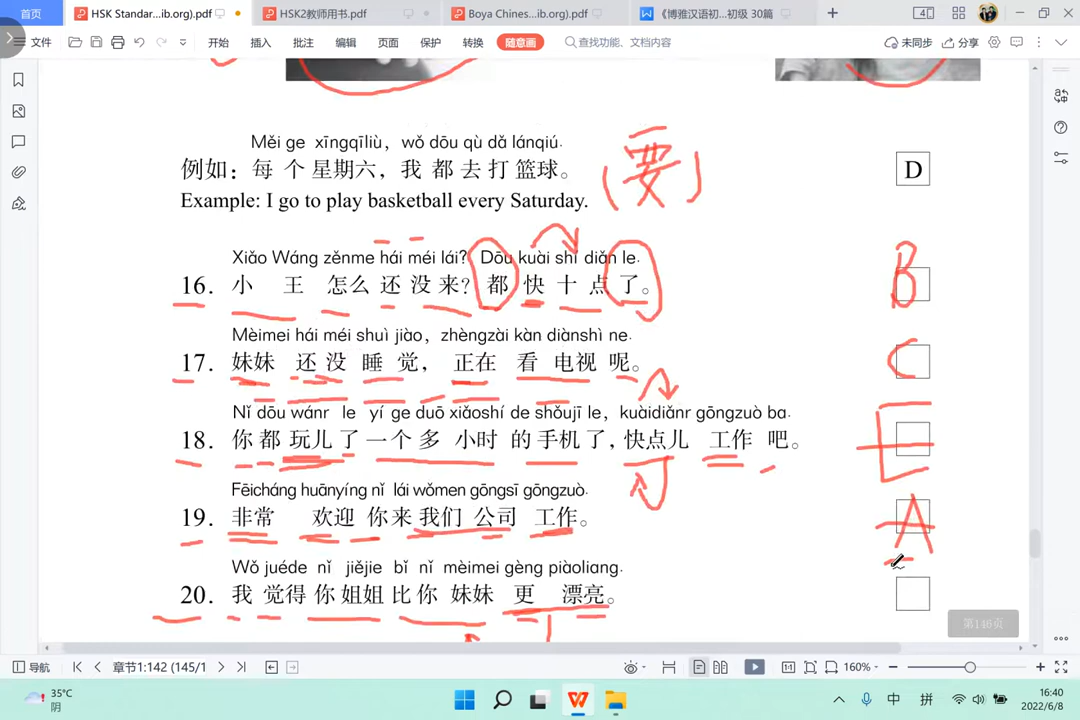 首页 HSK Standar...ib.org).pdf HSK2教师用书.pdf Boya Chines...ib.org).pdf 《博雅汉语初...初级 30篇 4
文件 开始 插入 批注 编辑 页面 保护 转换 随意画 查找功能、文档内容 未同步 分享
Měi ge xīngqīliù, wǒ dōu qù dǎ lánqiú.
例如: 每个星期六, 我都去打篮球。 D
(要)
Example: I go to play basketball every Saturday.
Xiǎo Wáng zěnme hái méi lái? Dōu kuài shí diǎn le.
16. 小王怎么还没来? 都快十点了。 B
Mèimei hái méi shuì jiào, zhèngzài kàn diànshì ne.
17. 妹妹还没睡觉, 正在看电视呢。 C
Nǐ dōu wánr le yí ge duō xiǎoshí de shǒujī le, kuàidiǎnr gōngzuò ba.
18. 你都玩儿了一个多小时的手机了, 快点儿工作吧。 E
Fēicháng huānyíng nǐ lái wǒmen gōngsī gōngzuò.
19. 非常欢迎你来我们公司工作。 A
Wǒ juéde nǐ jiějie bǐ nǐ mèimei gèng piàoliang.
20. 我觉得你姐姐比你妹妹更漂亮。
第146页
导航 章节1:142 (145/1 1:1 160%
35°C
阴
中 拼 16:40
2022/6/8